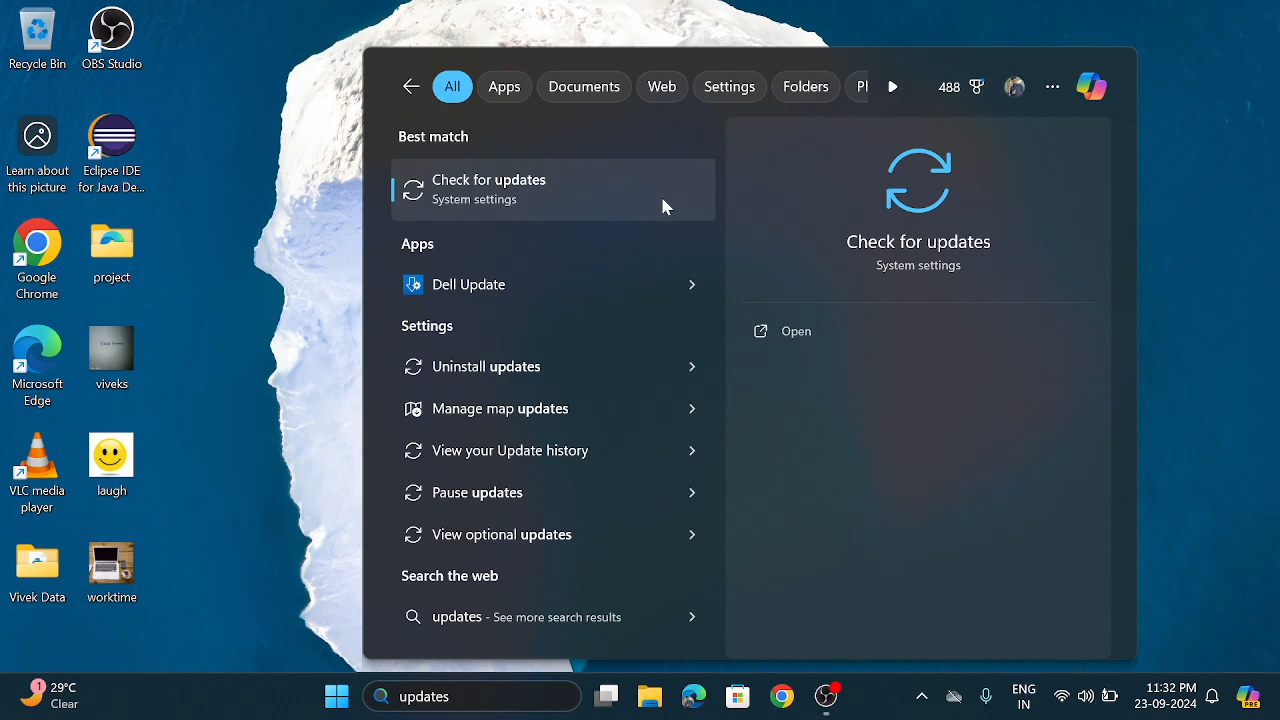 Recycle Bin
OBS Studio
Learn about
this picture
Eclipse IDE
for Java De...
Google
Chrome
project
Microsoft
Edge
viveks
VLC media
player
laugh
Vivek Data
worktime
All
Apps
Documents
Web
Settings
Folders
Pl
488
Best match
Check for updates
System settings
Apps
Dell Update
Settings
Uninstall updates
Manage map updates
View your Update history
Pause updates
View optional updates
Search the web
updates - See more search results
Check for updates
System settings
Open
1
29°C
Clear
updates
ENG
IN
11:32 PM
23-09-2024
PRE